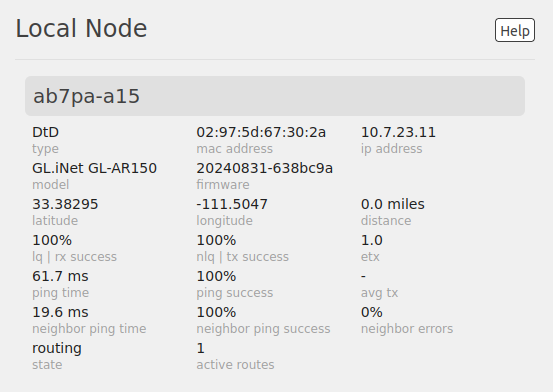 Local Node
Help
ab7pa-a15
DtD 02:97:5d:67:30:2a 10.7.23.11
type mac address ip address
GL.iNet GL-AR150 20240831-638bc9a
model firmware
33.38295 -111.5047 0.0 miles
latitude longitude distance
100% 100% 1.0
lq | rx success nlq | tx success etx
61.7 ms 100% -
ping time ping success avg tx
19.6 ms 100% 0%
neighbor ping time neighbor ping success neighbor errors
routing 1
state active routes